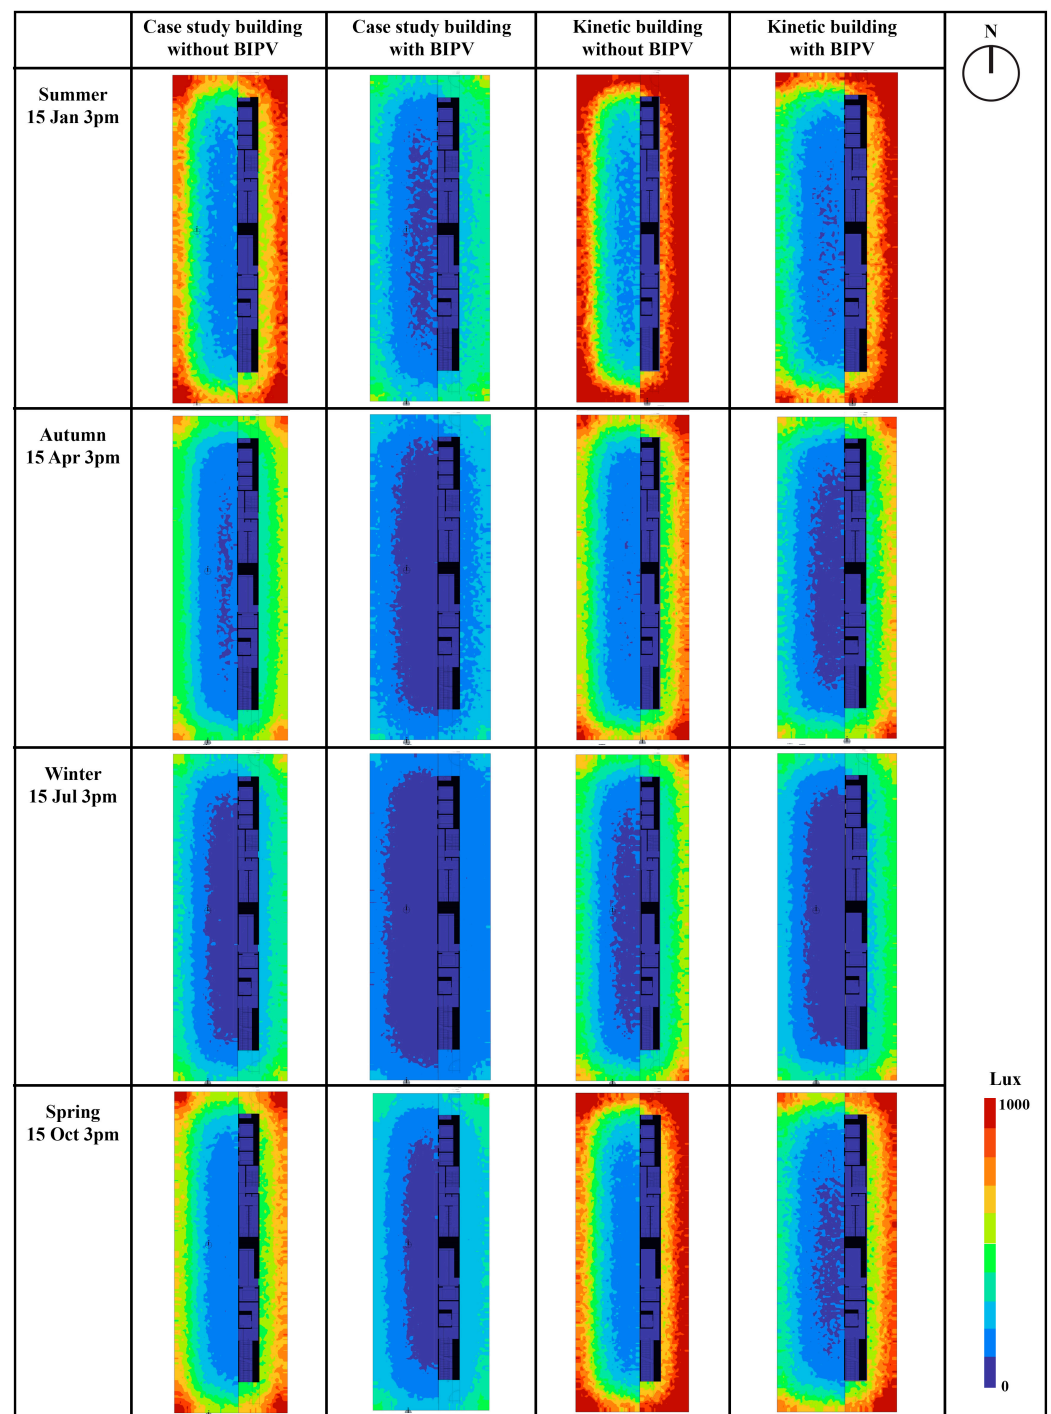 Case study building
without BIPV
Case study building
with BIPV
Kinetic building
without BIPV
Kinetic building
with BIPV
N
Summer
15 Jan 3pm
Autumn
15 Apr 3pm
Winter
15 Jul 3pm
Spring
15 Oct 3pm
Lux
1000
0